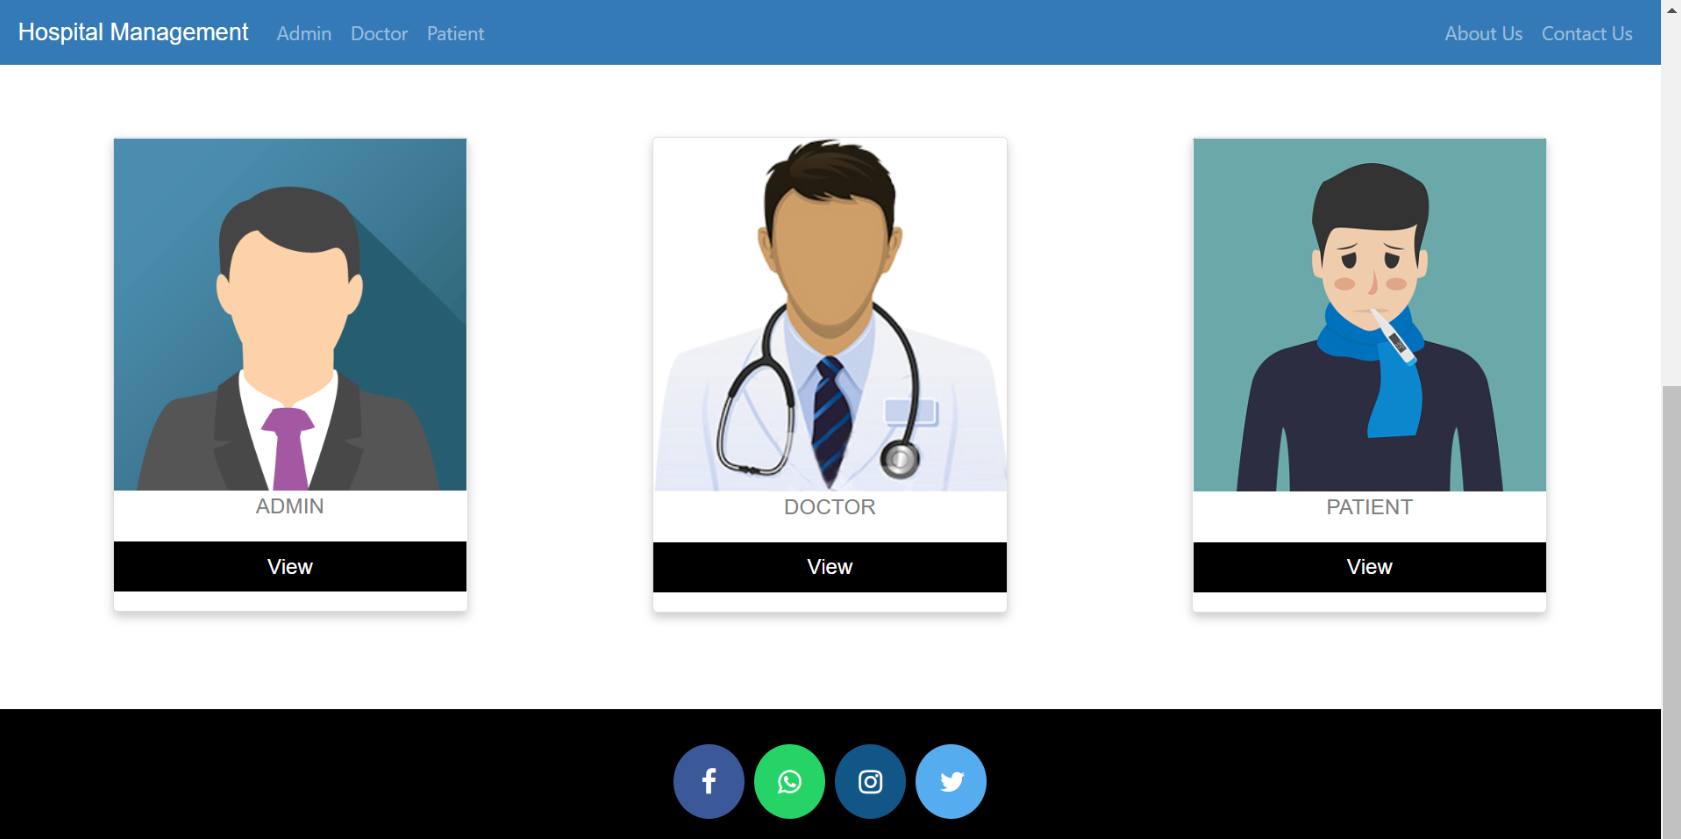 Hospital Management Admin Doctor Patient About Us Contact Us
ADMIN
DOCTOR
PATIENT
View
View
View